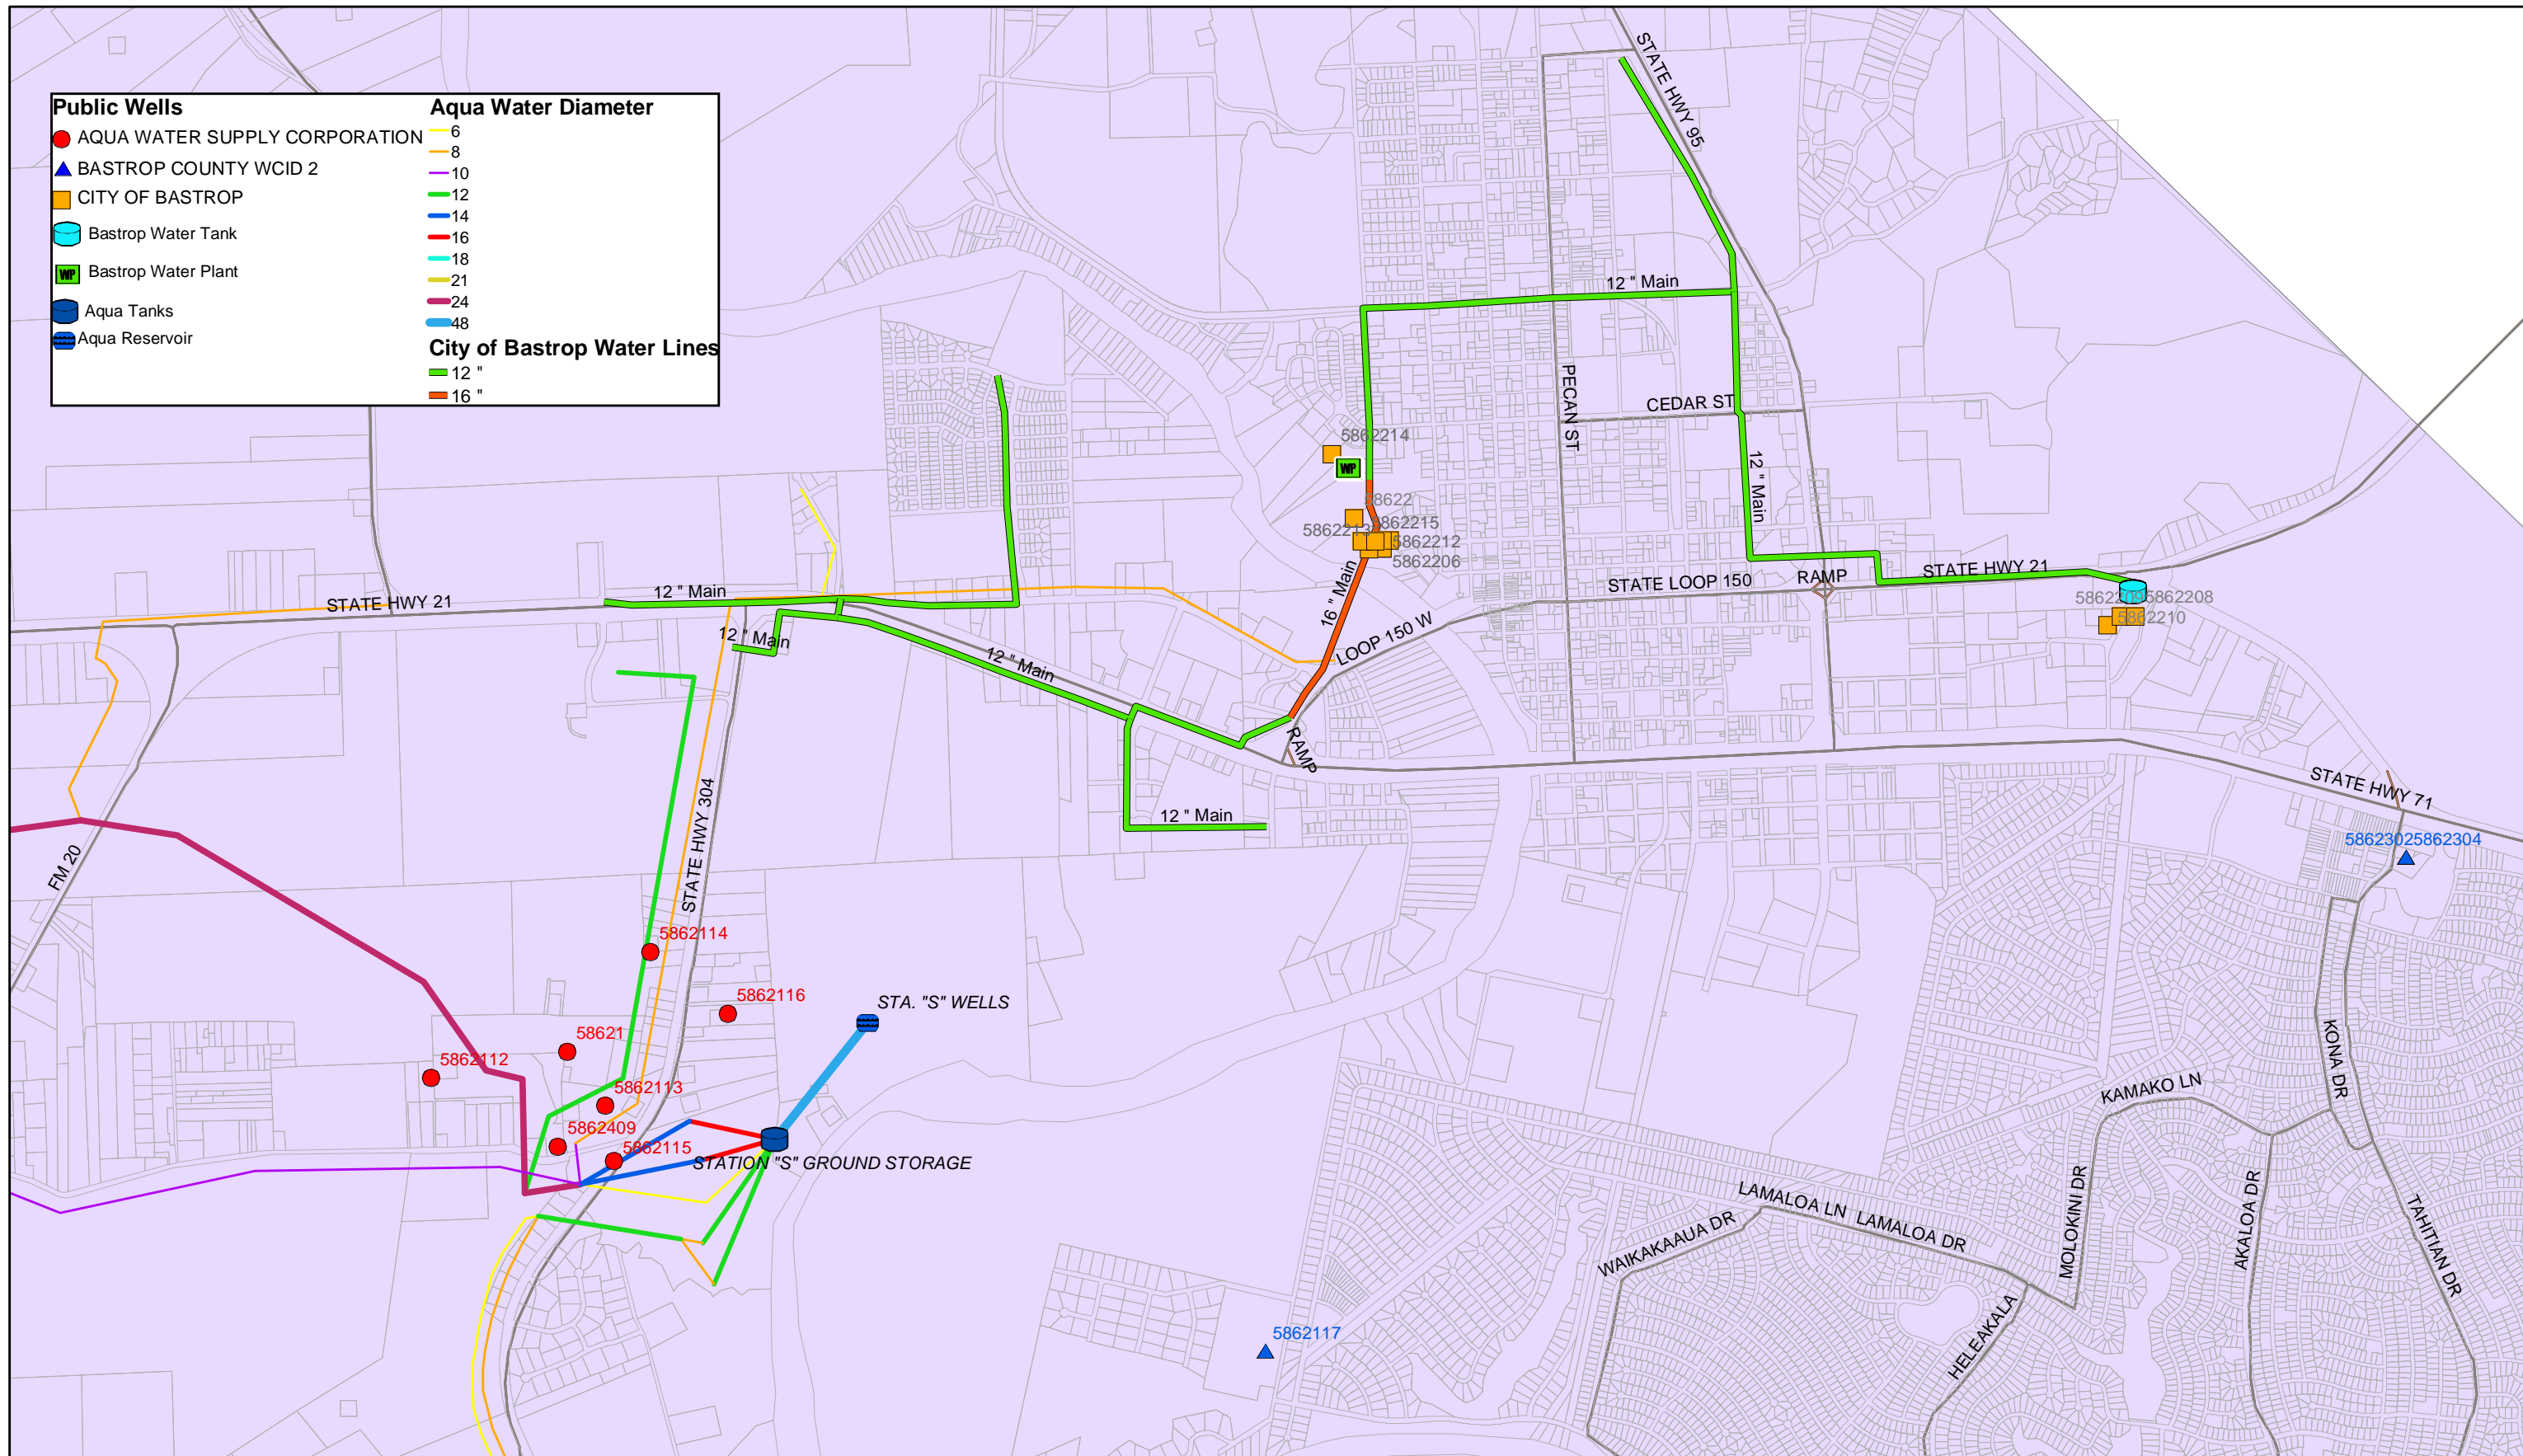 Public Wells
AQUA WATER SUPPLY CORPORATION
BASTROP COUNTY WCID 2
CITY OF BASTROP
Bastrop Water Tank
WP Bastrop Water Plant
Aqua Tanks
Aqua Reservoir
Aqua Water Diameter
6
8
10
12
14
16
18
21
24
48
City of Bastrop Water Lines
12 "
16 "
STATE HWY 95
12 " Main
PECAN ST
CEDAR ST
5862214
WP
12 " Main
58622
5862215
5862213
5862212
5862206
16 " Main
STATE LOOP 150
RAMP
STATE HWY 21
5862209
5862208
5862210
STATE HWY 21
12 " Main
12 " Main
12 " Main
LOOP 150 W
RAMP
12 " Main
STATE HWY 71
5862302
5862304
FM 20
STATE HWY 304
5862114
5862116
STA. "S" WELLS
58621
5862112
5862113
5862409
5862115
STATION "S" GROUND STORAGE
KONA DR
KAMAKO LN
MOLOKINI DR
AKALOA DR
TAHITIAN DR
LAMALOA LN
LAMALOA DR
WAIKAKAAUA DR
HELEAKALA
5862117